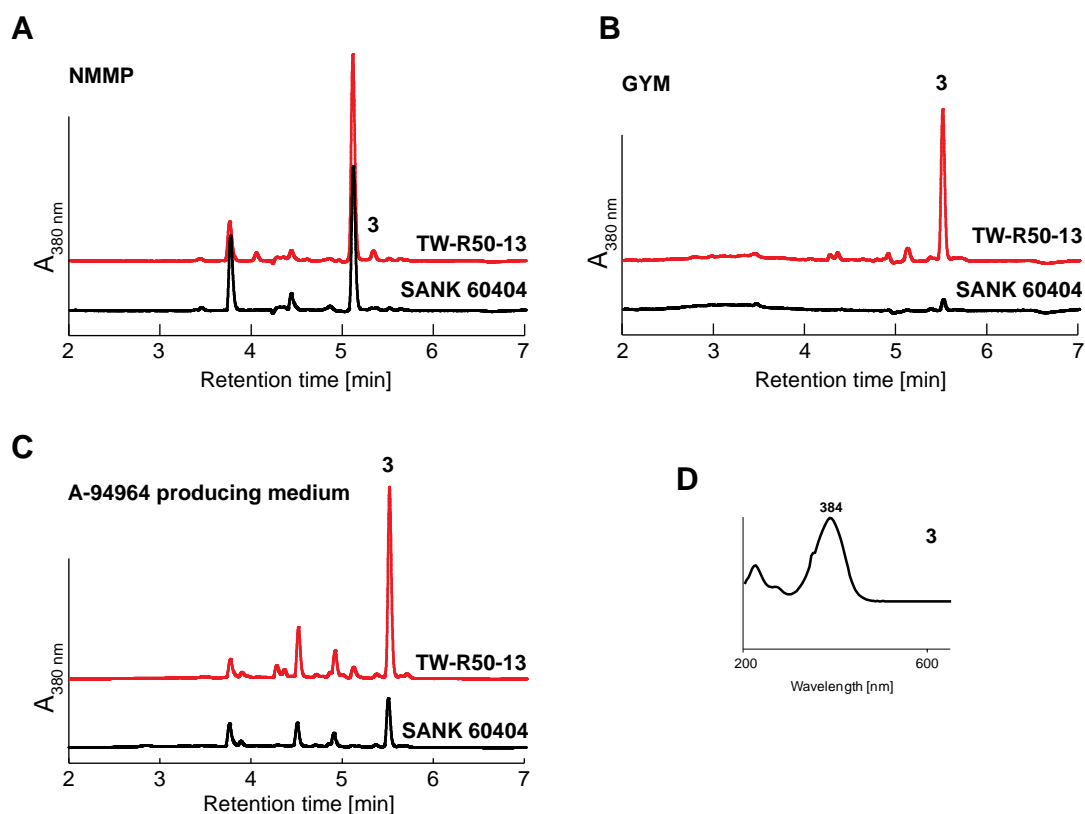 A
NMMP
3
TW-R50-13
SANK 60404
A380 nm
2 3 4 5 6 7
Retention time [min]
B
GYM
3
TW-R50-13
SANK 60404
A380 nm
2 3 4 5 6 7
Retention time [min]
C
3
A-94964 producing medium
TW-R50-13
SANK 60404
A380 nm
2 3 4 5 6 7
Retention time [min]
D
384
3
200 600
Wavelength [nm]